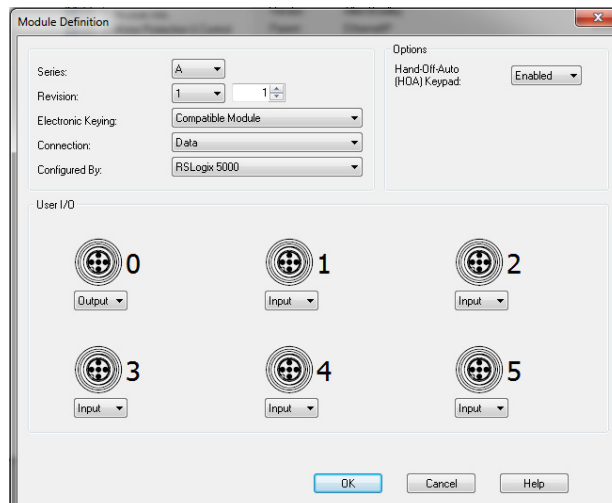 Module Definition
Series: A
Revision: 1 1
Electronic Keying: Compatible Module
Connection: Data
Configured By: RSLogix 5000
Options
Hand-Off-Auto
(HOA) Keypad: Enabled
User I/O
0 1 2
Output Input Input
3 4 5
Input Input Input
OK Cancel Help